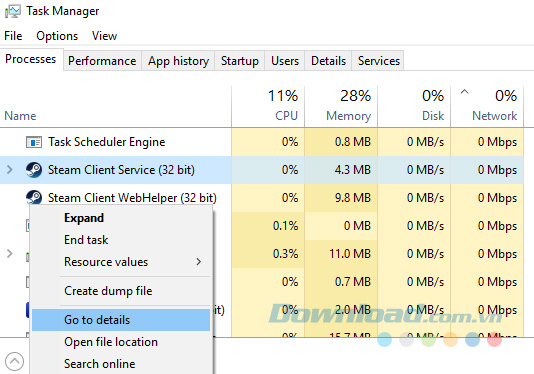 Task Manager
File Options View
Processes Performance App history Startup Users Details Services
11% 28% 0% 0%
Name CPU Memory Disk Network
Task Scheduler Engine 0% 0.8 MB 0 MB/s 0 Mbps
Steam Client Service (32 bit) 0% 4.3 MB 0 MB/s 0 Mbps
Steam Client WebHelper (32 bit) 0% 9.8 MB 0 MB/s 0 Mbps
Expand 0.1% 0 MB 0 MB/s 0 Mbps
End task
Resource values 0.3% 11.0 MB 0 MB/s 0 Mbps
Create dump file 0% 0.7 MB 0 MB/s 0 Mbps
bit) 0% 2.0 MB 0 MB/s 0 Mbps
Download.com.vn
Go to details
Open file location 0% 15.7 MB 0 MB/s 0 Mbps
Search online